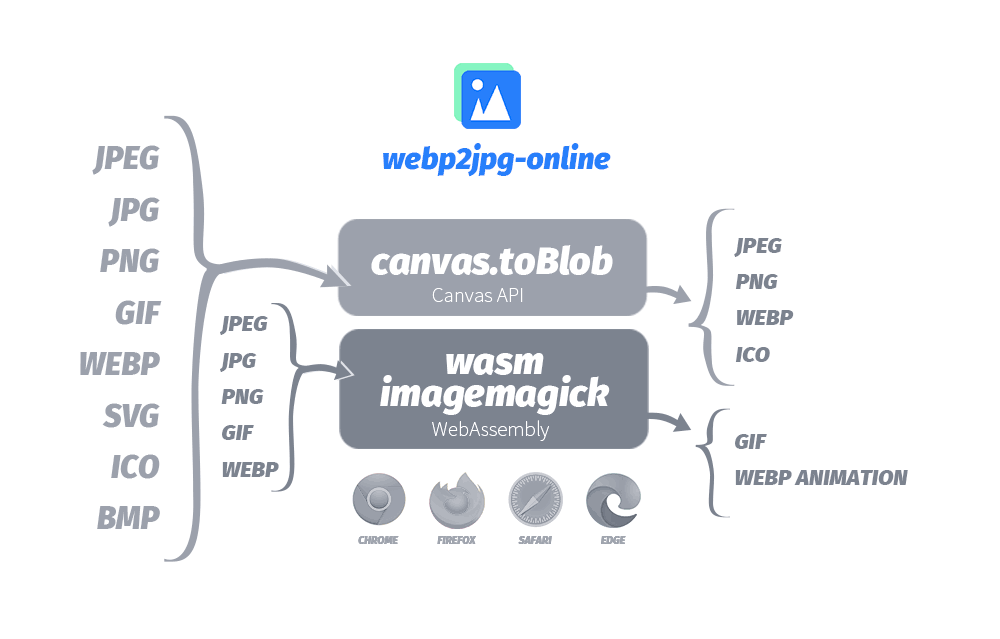 webp2jpg-online
JPEG
JPG
PNG
GIF
WEBP
SVG
ICO
BMP
JPEG
JPG
PNG
GIF
WEBP
canvas.toBlob
Canvas API
wasm
imagemagick
WebAssembly
JPEG
PNG
WEBP
ICO
GIF
WEBP ANIMATION
CHROME
FIREFOX
SAFARI
EDGE